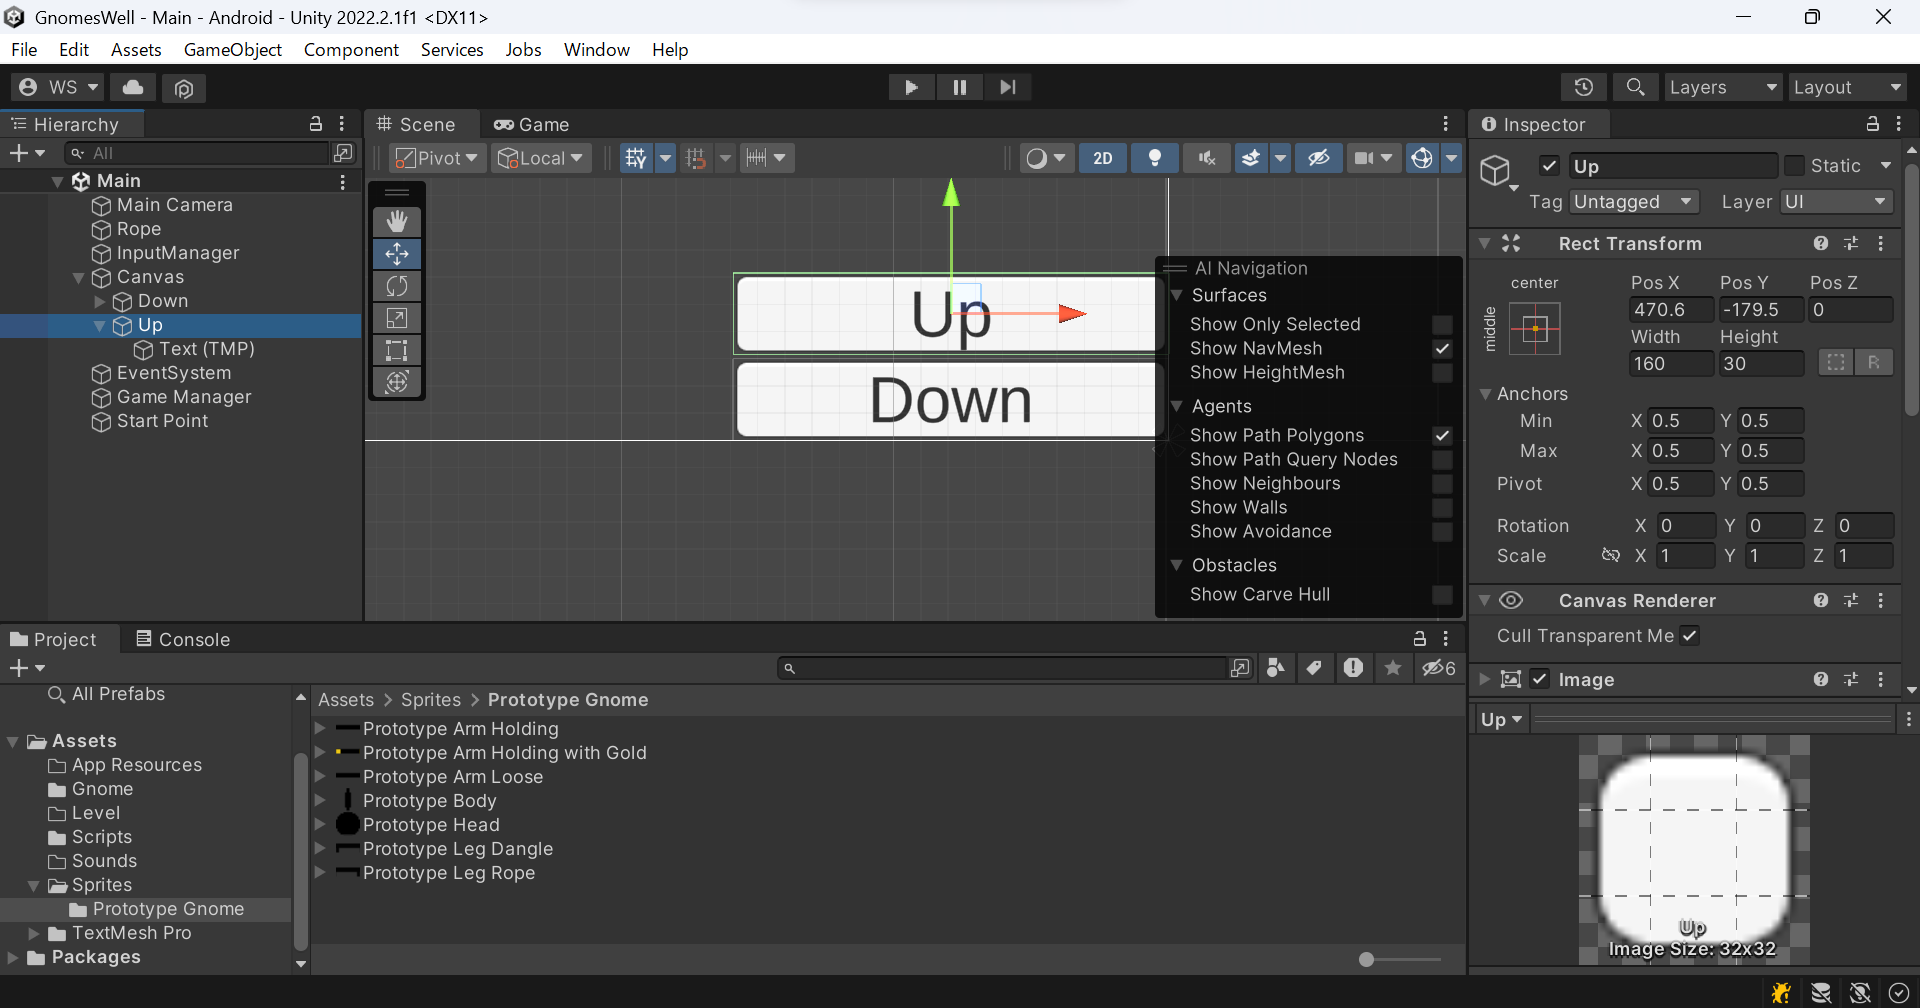 GnomesWell - Main - Android - Unity 2022.2.1f1 <DX11>
File Edit Assets GameObject Component Services Jobs Window Help
WS Layers Layout
Hierarchy
All
Main
Main Camera
Rope
InputManager
Canvas
Down
Up
Text (TMP)
EventSystem
Game Manager
Start Point
Scene Game
Pivot Local 2D
Up
Down
AI Navigation
Surfaces
Show Only Selected
Show NavMesh
Show HeightMesh
Agents
Show Path Polygons
Show Path Query Nodes
Show Neighbours
Show Walls
Show Avoidance
Obstacles
Show Carve Hull
Inspector
Up Static
Tag Untagged Layer UI
Rect Transform
center Pos X Pos Y Pos Z
middle 470.6 -179.5 0
Width Height
160 30 R
Anchors
Min X 0.5 Y 0.5
Max X 0.5 Y 0.5
Pivot X 0.5 Y 0.5
Rotation X 0 Y 0 Z 0
Scale X 1 Y 1 Z 1
Canvas Renderer
Cull Transparent Me
Image
Up
Up
Image Size: 32x32
Project Console
6
All Prefabs
Assets
App Resources
Gnome
Level
Scripts
Sounds
Sprites
Prototype Gnome
TextMesh Pro
Packages
Assets > Sprites > Prototype Gnome
Prototype Arm Holding
Prototype Arm Holding with Gold
Prototype Arm Loose
Prototype Body
Prototype Head
Prototype Leg Dangle
Prototype Leg Rope